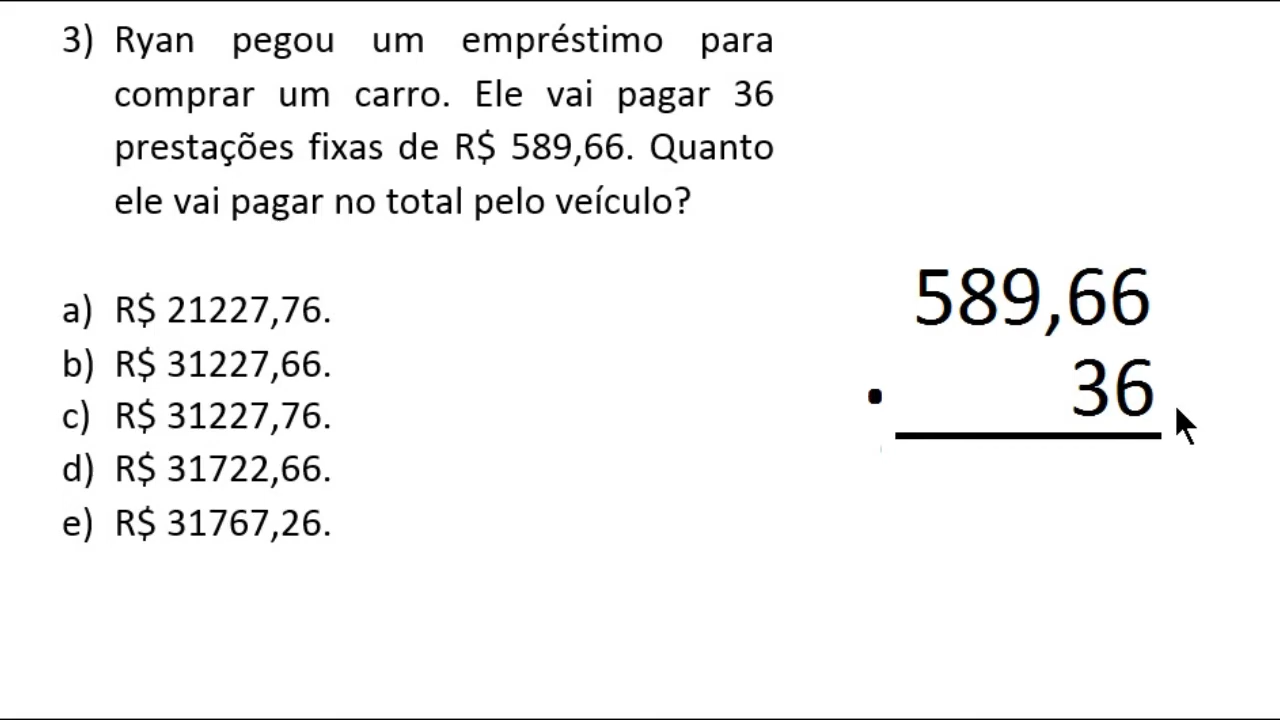 3) Ryan pegou um empréstimo para
comprar um carro. Ele vai pagar 36
prestações fixas de R$ 589,66. Quanto
ele vai pagar no total pelo veículo?
a) R$ 21227,76.
b) R$ 31227,66.
c) R$ 31227,76.
d) R$ 31722,66.
e) R$ 31767,26.
589,66
. 36